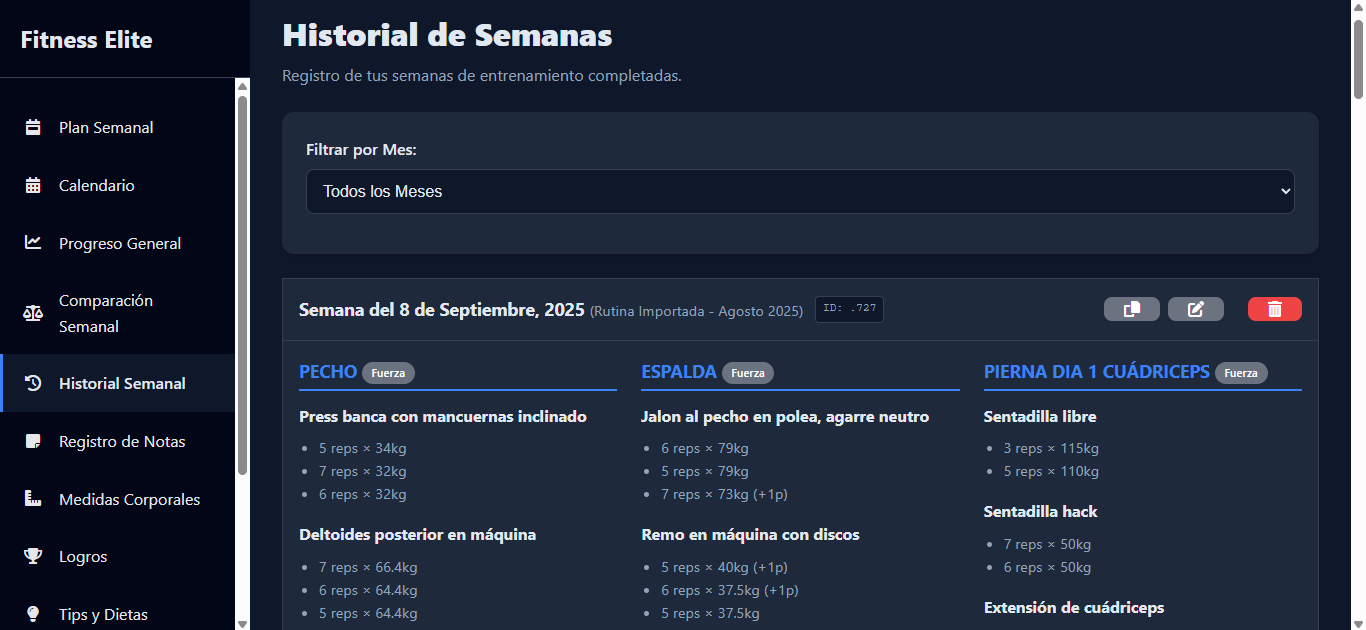 Fitness Elite
Plan Semanal
Calendario
Progreso General
Comparación
Semanal
Historial Semanal
Registro de Notas
Medidas Corporales
Logros
Tips y Dietas
Historial de Semanas
Registro de tus semanas de entrenamiento completadas.
Filtrar por Mes:
Todos los Meses
Semana del 8 de Septiembre, 2025 (Rutina Importada - Agosto 2025) ID: .727
PECHO Fuerza
Press banca con mancuernas inclinado
• 5 reps × 34kg
• 7 reps × 32kg
• 6 reps × 32kg
Deltoides posterior en máquina
• 7 reps × 66.4kg
• 6 reps × 64.4kg
• 5 reps × 64.4kg
ESPALDA Fuerza
Jalon al pecho en polea, agarre neutro
• 6 reps × 79kg
• 5 reps × 79kg
• 7 reps × 73kg (+1p)
Remo en máquina con discos
• 5 reps × 40kg (+1p)
• 6 reps × 37.5kg (+1p)
• 5 reps × 37.5kg
PIERNA DIA 1 CUÁDRICEPS Fuerza
Sentadilla libre
• 3 reps × 115kg
• 5 reps × 110kg
Sentadilla hack
• 7 reps × 50kg
• 6 reps × 50kg
Extensión de cuádriceps